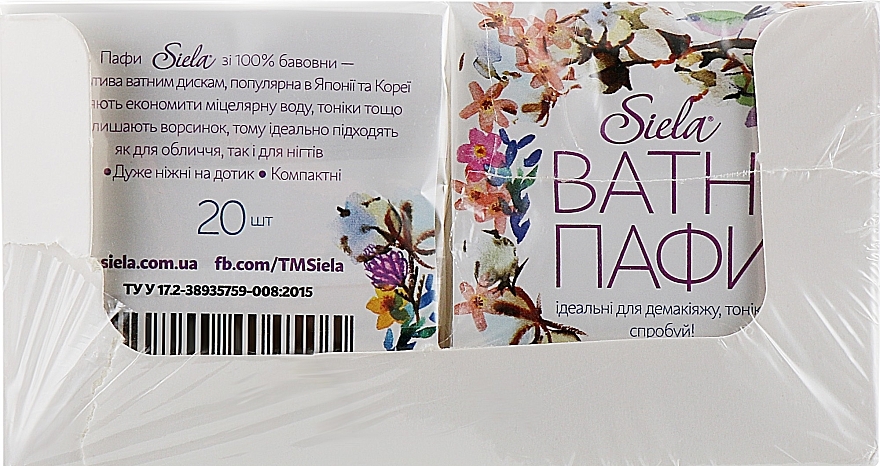 Пафи Siela® зі 100% бавовни —
тива ватним дискам, популярна в Японії та Кореї
ють економити міцелярну воду, тоніки тощо
лишають ворсинок, тому ідеально підходять
як для обличчя, так і для нігтів
• Дуже ніжні на дотик • Компактні
20 шт
siela.com.ua fb.com/TMSiela
ТУ У 17.2-38935759-008:2015
Siela®
ВАТН
ПАФИ
ідеальні для демакіяжу, тонік
спробуй!